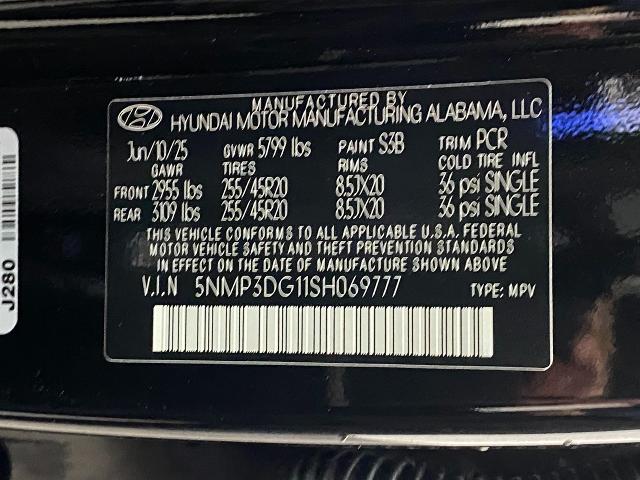 MANUFACTURED BY
HYUNDAI MOTOR MANUFACTURING ALABAMA, LLC
Jun/10/25 GVWR 5799 lbs PAINT S3B TRIM PCR
GAWR TIRES RIMS COLD TIRE INFL
FRONT 2955 lbs 255/45R20 8.5JX20 36 psi SINGLE
REAR 3109 lbs 255/45R20 8.5JX20 36 psi SINGLE
THIS VEHICLE CONFORMS TO ALL APPLICABLE U.S.A. FEDERAL
MOTOR VEHICLE SAFETY AND THEFT PREVENTION STANDARDS
IN EFFECT ON THE DATE OF MANUFACTURE SHOWN ABOVE
V.I.N 5NMP3DG11SH069777 TYPE: MPV
J280